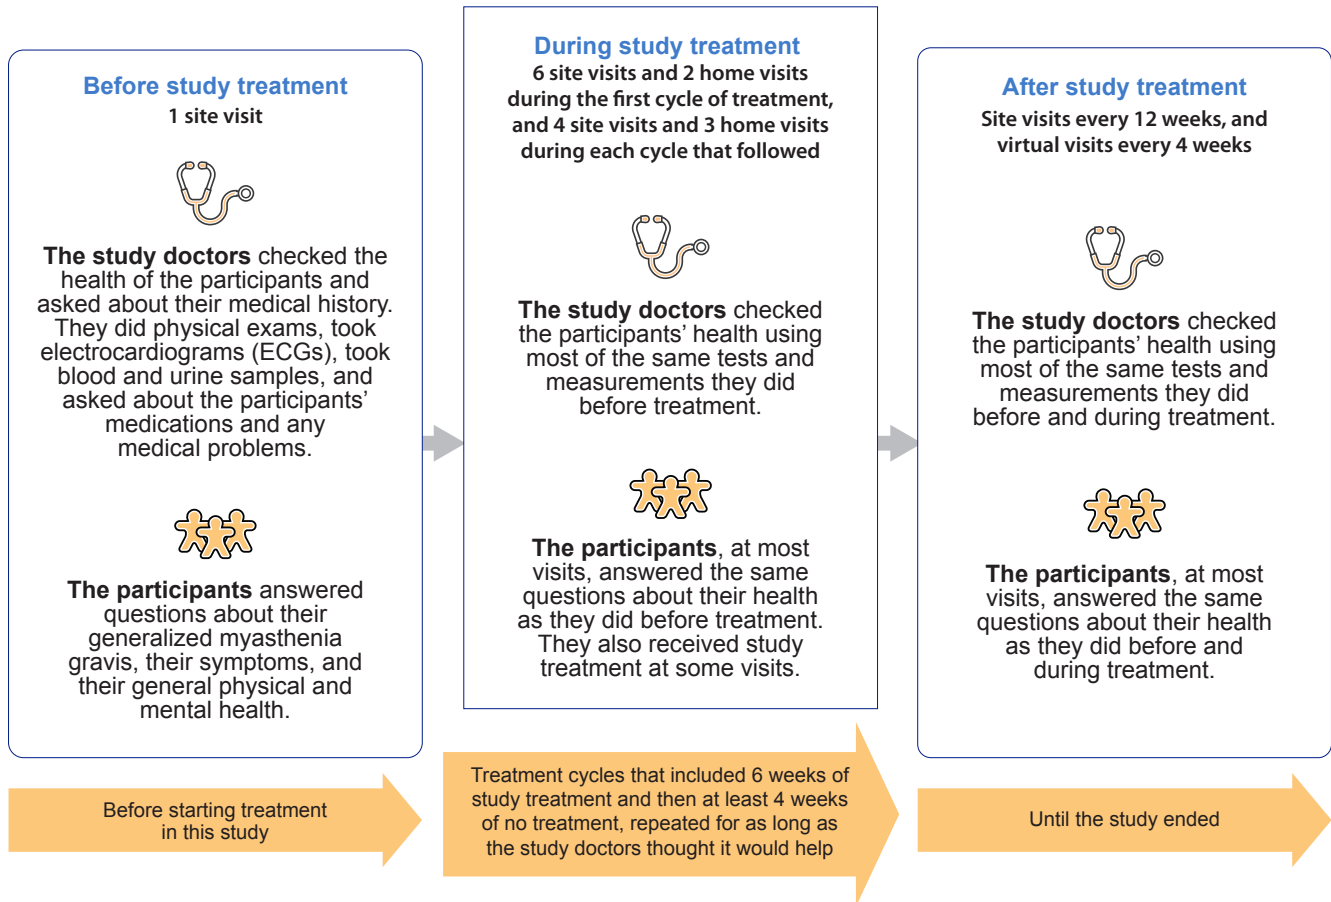 Before study treatment
1 site visit
The study doctors checked the
health of the participants and
asked about their medical history.
They did physical exams, took
electrocardiograms (ECGs), took
blood and urine samples, and
asked about the participants'
medications and any
medical problems.
The participants answered
questions about their
generalized myasthenia
gravis, their symptoms, and
their general physical and
mental health.
Before starting treatment
in this study
During study treatment
6 site visits and 2 home visits
during the first cycle of treatment,
and 4 site visits and 3 home visits
during each cycle that followed
The study doctors checked
the participants' health using
most of the same tests and
measurements they did
before treatment.
The participants, at most
visits, answered the same
questions about their health
as they did before treatment.
They also received study
treatment at some visits.
Treatment cycles that included 6 weeks of
study treatment and then at least 4 weeks
of no treatment, repeated for as long as
the study doctors thought it would help
After study treatment
Site visits every 12 weeks, and
virtual visits every 4 weeks
The study doctors checked
the participants' health using
most of the same tests and
measurements they did
before and during treatment.
The participants, at most
visits, answered the same
questions about their health
as they did before and
during treatment.
Until the study ended